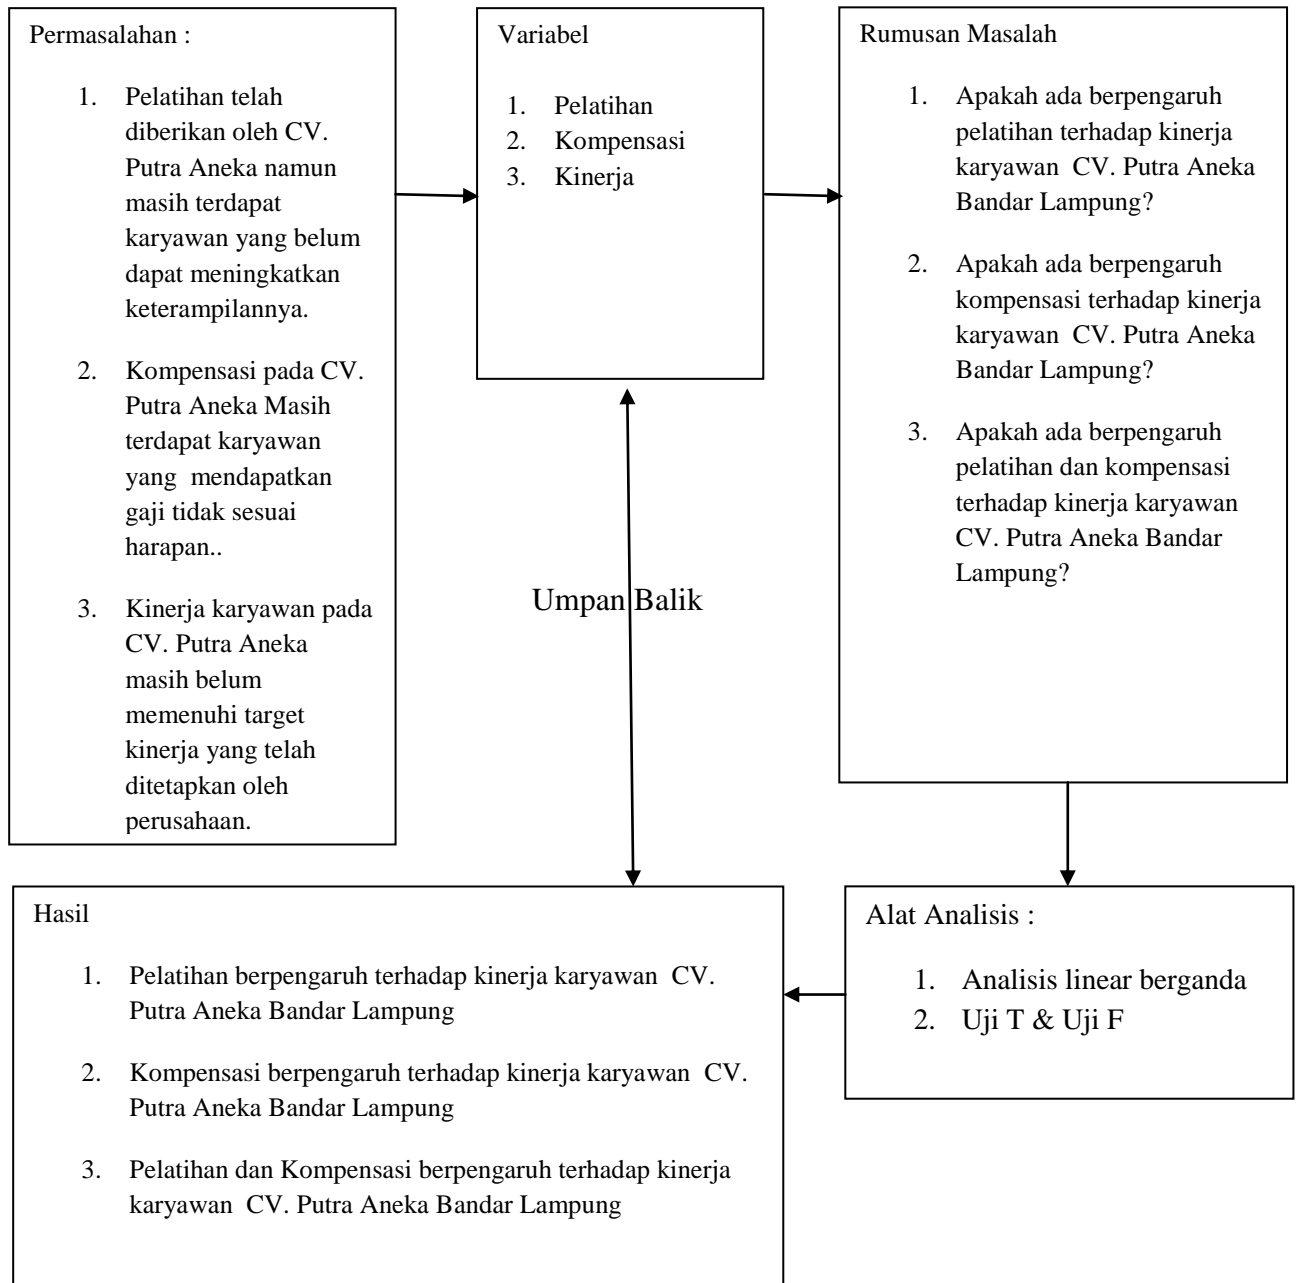 Permasalahan :
1. Pelatihan telah
diberikan oleh CV.
Putra Aneka namun
masih terdapat
karyawan yang belum
dapat meningkatkan
keterampilannya.
2. Kompensasi pada CV.
Putra Aneka Masih
terdapat karyawan
yang  mendapatkan
gaji tidak sesuai
harapan..
3. Kinerja karyawan pada
CV. Putra Aneka
masih belum
memenuhi target
kinerja yang telah
ditetapkan oleh
perusahaan.
Variabel
1. Pelatihan
2. Kompensasi
3. Kinerja
Rumusan Masalah
1. Apakah ada berpengaruh
pelatihan terhadap kinerja
karyawan  CV. Putra Aneka
Bandar Lampung?
2. Apakah ada berpengaruh
kompensasi terhadap kinerja
karyawan  CV. Putra Aneka
Bandar Lampung?
3. Apakah ada berpengaruh
pelatihan dan kompensasi
terhadap kinerja karyawan
CV. Putra Aneka Bandar
Lampung?
Umpan Balik
Alat Analisis :
1. Analisis linear berganda
2. Uji T & Uji F
Hasil
1. Pelatihan berpengaruh terhadap kinerja karyawan  CV.
Putra Aneka Bandar Lampung
2. Kompensasi berpengaruh terhadap kinerja karyawan  CV.
Putra Aneka Bandar Lampung
3. Pelatihan dan Kompensasi berpengaruh terhadap kinerja
karyawan  CV. Putra Aneka Bandar Lampung